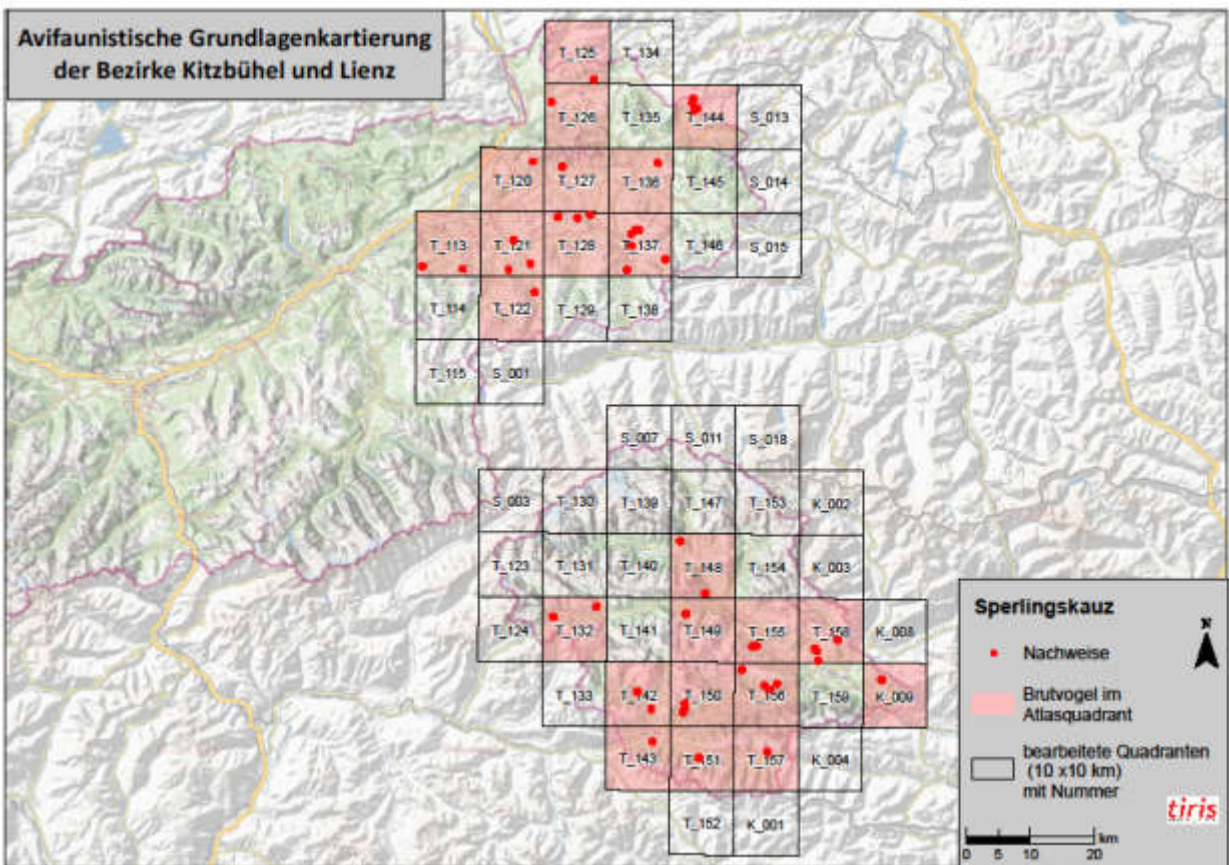 Avifaunistische Grundlagenkartierung
der Bezirke Kitzbühel und Lienz
T_125 T_134
T_126 T_135 T_144 S_013
T_120 T_127 T_136 T_145 S_014
T_113 T_121 T_128 T_137 T_146 S_015
T_114 T_122 T_129 T_138
T_115 S_001
S_007 S_011 S_018
S_003 T_130 T_139 T_147 T_153 K_002
T_123 T_131 T_140 T_148 T_154 K_003
T_124 T_132 T_141 T_149 T_155 T_158 K_008
T_133 T_142 T_150 T_156 T_159 K_009
T_143 T_151 T_157 K_004
T_152 K_001
Sperlingskauz
N
Nachweise
Brutvogel im
Atlasquadrant
bearbeitete Quadranten
(10 x10 km)
mit Nummer
tiris
km
0 5 10 20